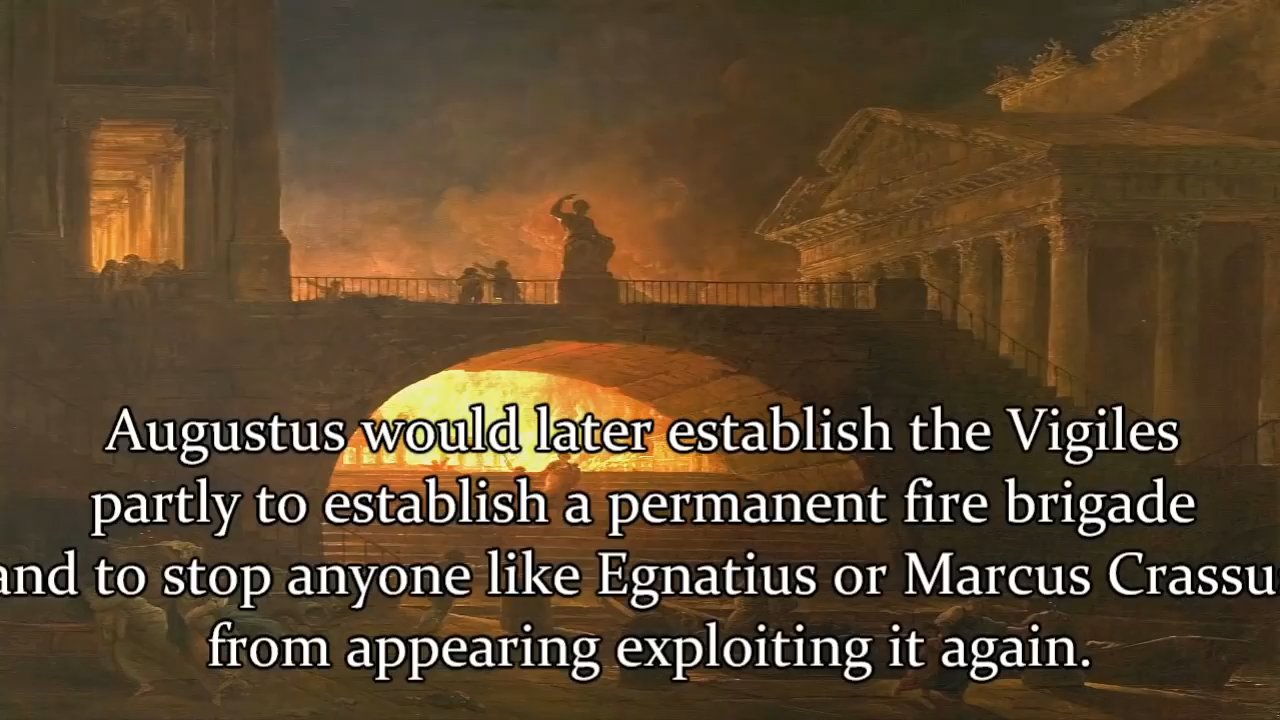 Augustus would later establish the Vigiles
partly to establish a permanent fire brigade
and to stop anyone like Egnatius or Marcus Crassu
from appearing exploiting it again.